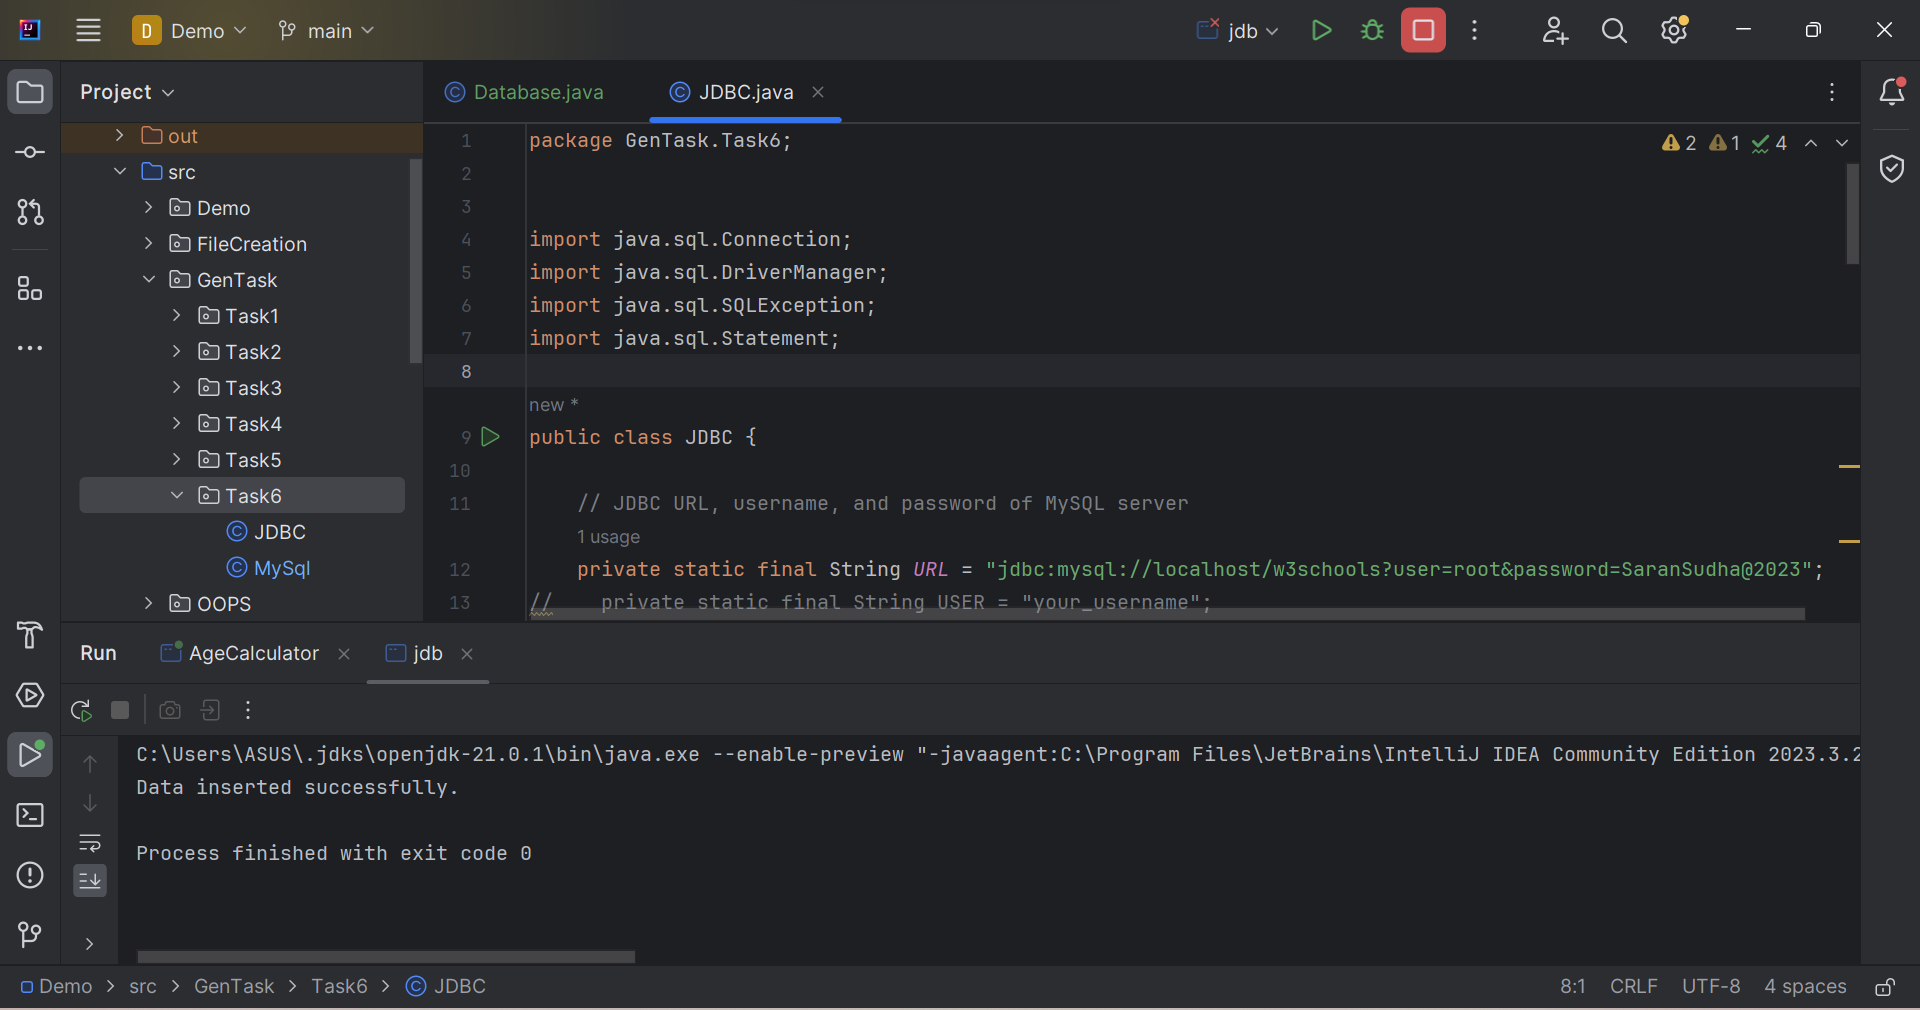 D Demo main jdb
Project
Database.java JDBC.java
out
src
Demo
FileCreation
GenTask
Task1
Task2
Task3
Task4
Task5
Task6
JDBC
MySql
OOPS
2 1 4
1 package GenTask.Task6;
2
3
4 import java.sql.Connection;
5 import java.sql.DriverManager;
6 import java.sql.SQLException;
7 import java.sql.Statement;
8
new *
9 public class JDBC {
10
11 // JDBC URL, username, and password of MySQL server
1 usage
12 private static final String URL = "jdbc:mysql://localhost/w3schools?user=root&password=SaranSudha@2023";
13 // private static final String USER = "your_username";
Run AgeCalculator jdb
C:\Users\ASUS\.jdks\openjdk-21.0.1\bin\java.exe --enable-preview "-javaagent:C:\Program Files\JetBrains\IntelliJ IDEA Community Edition 2023.3.2
Data inserted successfully.
Process finished with exit code 0
Demo > src > GenTask > Task6 > JDBC
8:1 CRLF UTF-8 4 spaces